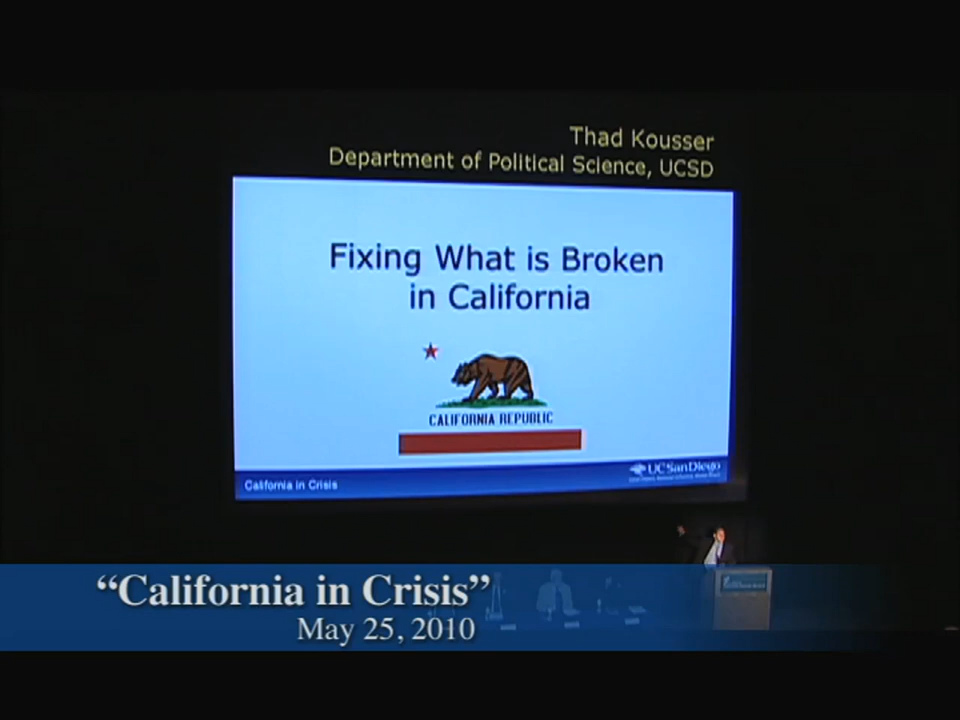 Thad Kousser
Department of Political Science, UCSD
Fixing What is Broken
in California
CALIFORNIA REPUBLIC
UC San Diego
California in Crisis
“California in Crisis”
May 25, 2010